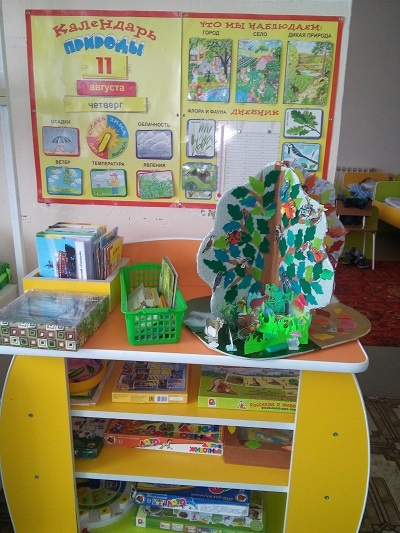 КАЛЕНДАРЬ
ПРИРОДЫ
11
августа
четверг
ОСАДКИ
ОБЛАЧНОСТЬ
ВЕТЕР
ТЕМПЕРАТУРА
ЯВЛЕНИЯ
ЧТО МЫ НАБЛЮДАЕМ:
ГОРОД
СЕЛО
ДИКАЯ ПРИРОДА
ФЛОРА И ФАУНА
ДНЕВНИК
ЛОТО